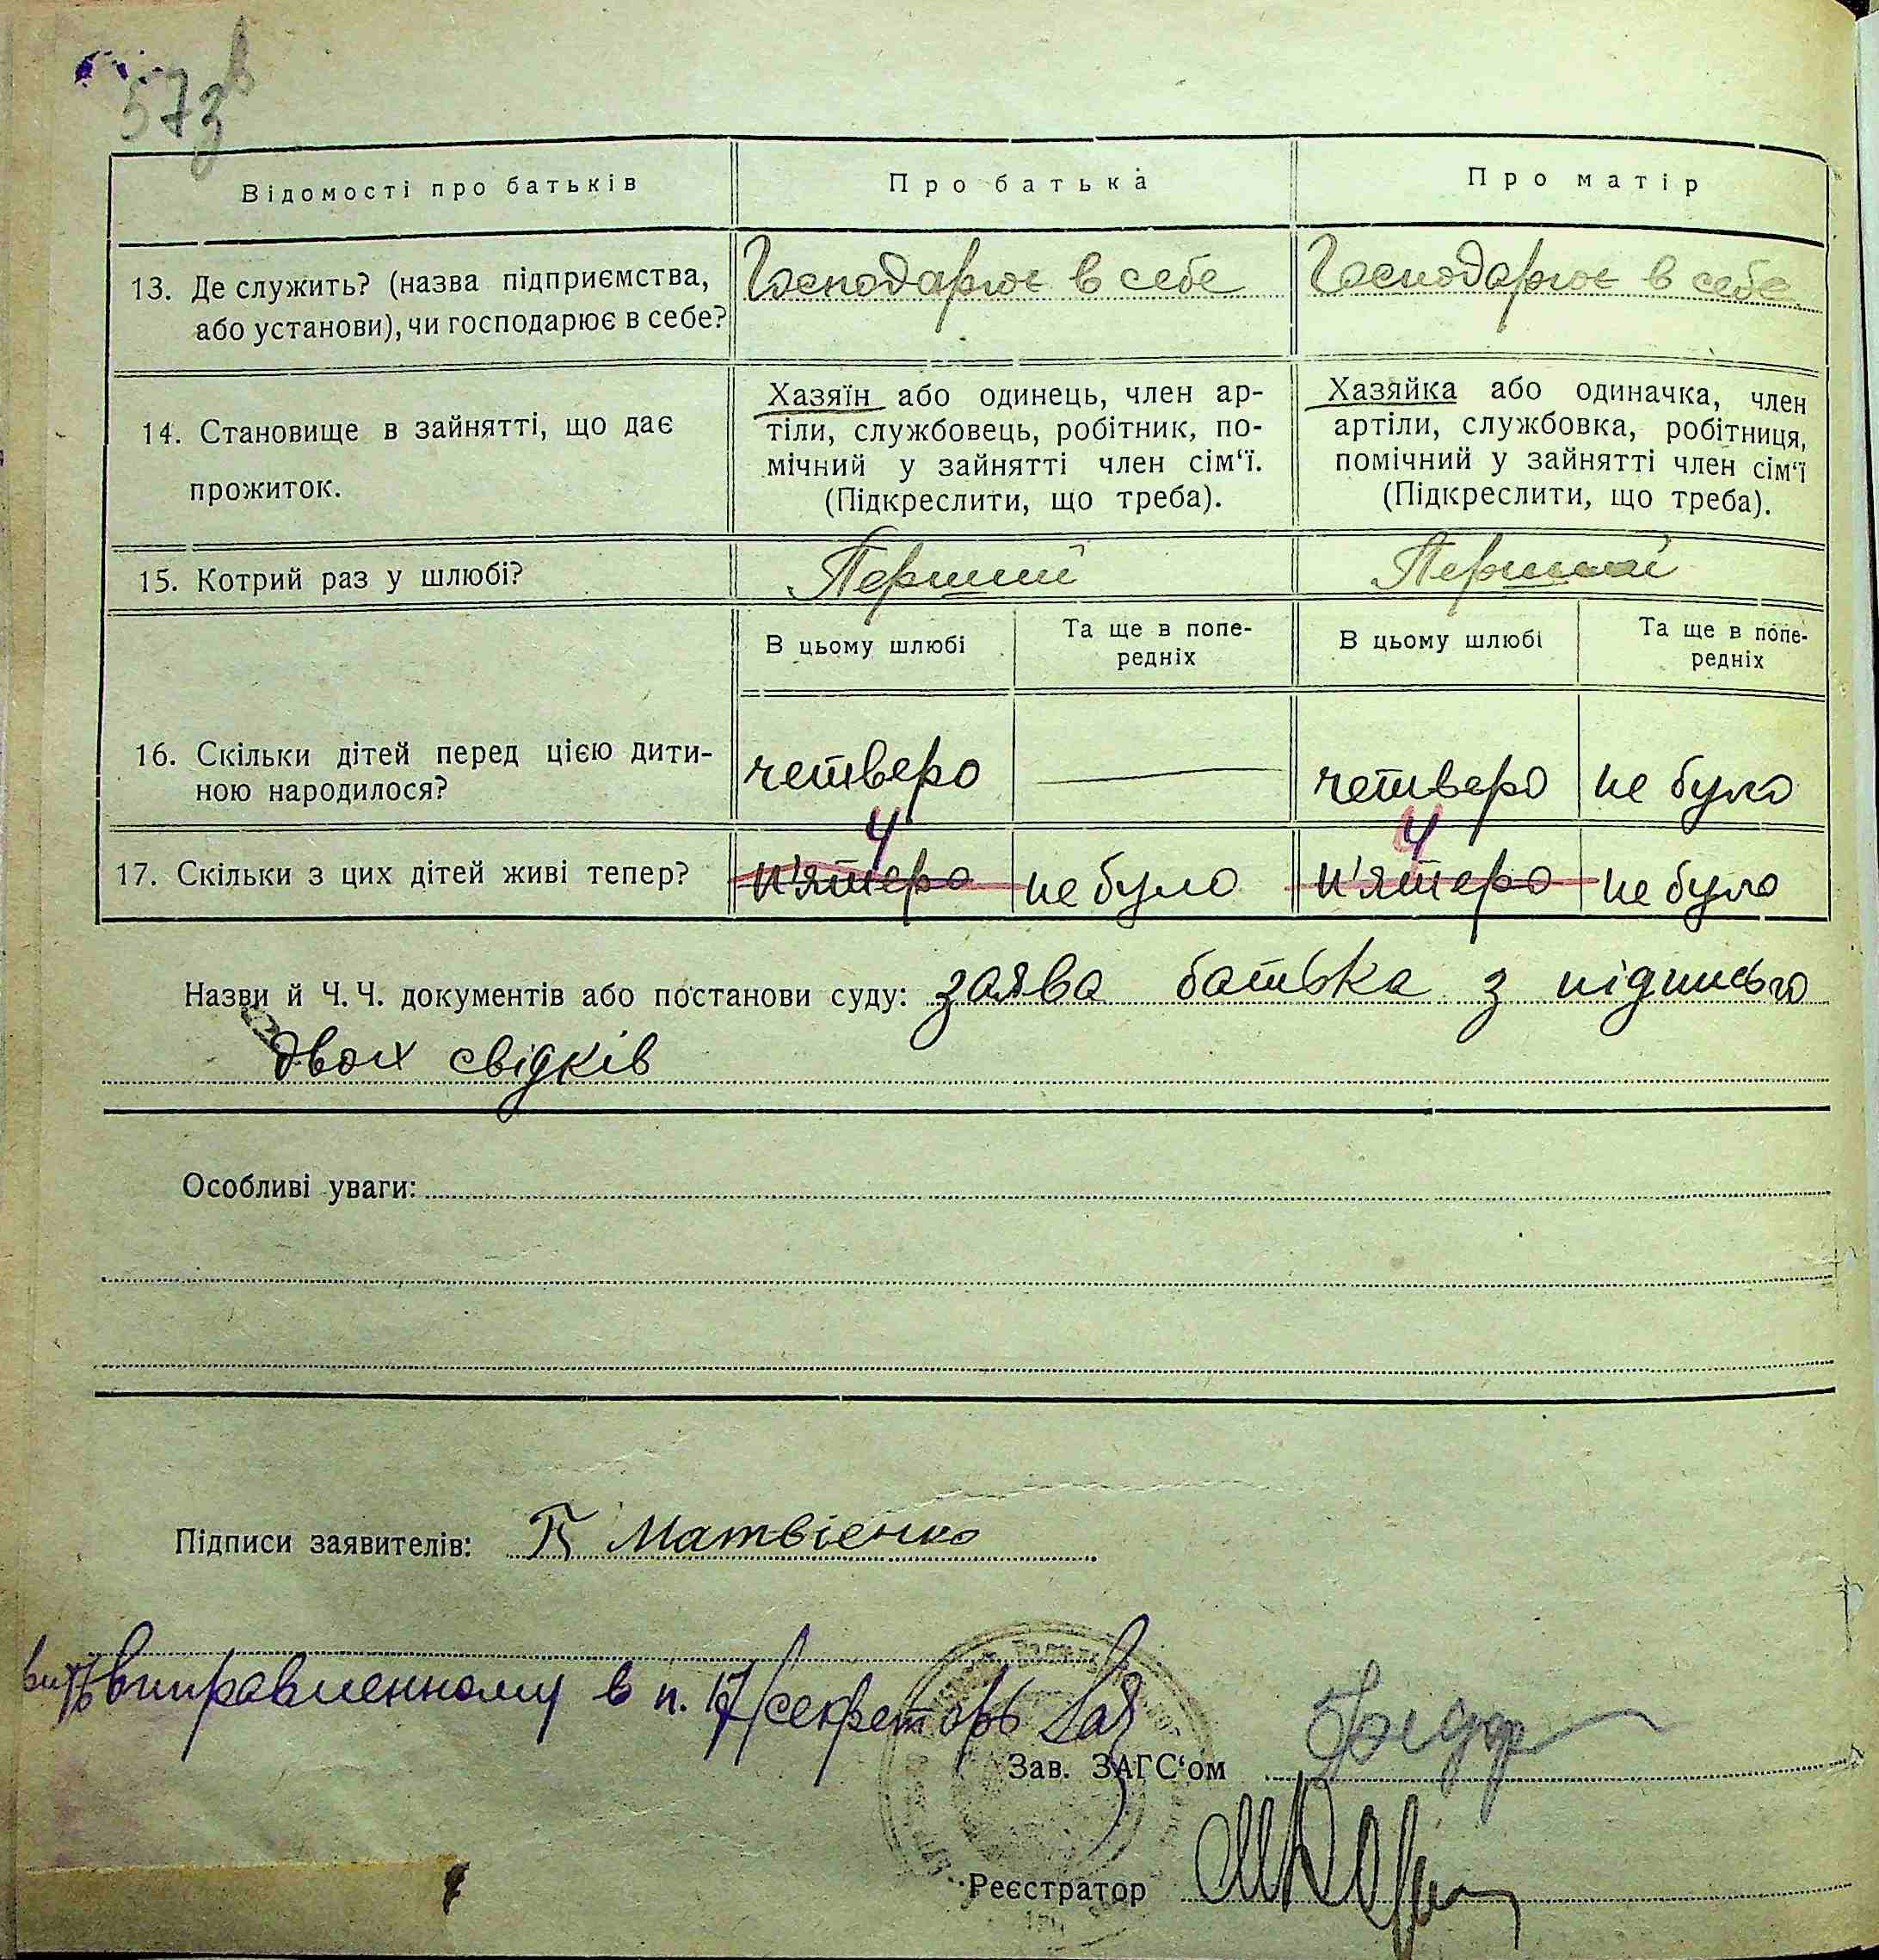 573
Відомості про батьків Про батька Про матір
13. Де служить? (назва підприємства, Господарює в себе Господарює в себе
або установи), чи господарює в себе?
Хазяїн або одинець, член ар- Хазяйка або одиначка, член
14. Становище в зайнятті, що дає тіли, службовець, робітник, по- артіли, службовка, робітниця,
мічний у зайнятті член сім‘ї. помічний у зайнятті член сім‘ї
прожиток. (Підкреслити, що треба). (Підкреслити, що треба).
15. Котрий раз у шлюбі? Перший Перший
В цьому шлюбі Та ще в попе- В цьому шлюбі Та ще в попе-
редніх редніх
16. Скільки дітей перед цією дити- четверо — четверо не було
ною народилося?
4 4
17. Скільки з цих дітей живі тепер? п'ятеро не було п'ятеро не було
Назви й Ч.Ч. документів або постанови суду: заява батька з підписью
двох свідків
Особливі уваги:
Підписи заявителів: Матвієнко
виправленному в п. 17 секреторь
Зав. ЗАГС‘ом
Реєстратор